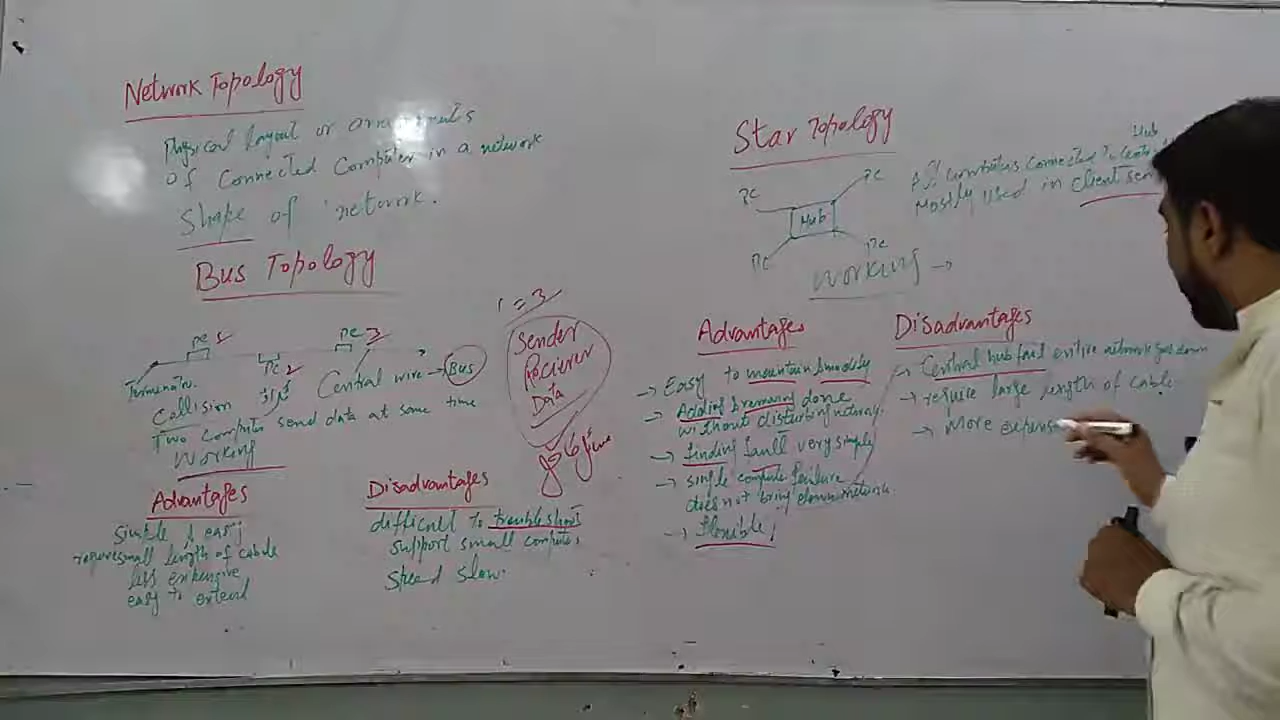 Network Topology
Physical layout or arrangements
of Connected Computer in a network
Shape of network.
Bus Topology
PC
PC 2
PC 3
Terminator
Central wire → Bus
Collision
Two Computer send data at same time
Working
1 = 3
Sender
Reciever
Data
Advantages
Simple & easy
small length of cable
less expensive
easy to extend
Disadvantages
difficult to troubleshoot
support small computers
Speed slow.
Star Topology
PC
PC
Hub
PC
PC
Hub
All Computers Connected to Central
Mostly used in client ser
Working →
Advantages
→ Easy to maintain & modify
→ Adding & removing done
without disturbing network.
→ finding fault very simple
→ single computer failure
does not bring down network.
→ flexible
Disadvantages
→ Central hub fail entire network goes down
→ require large length of cable
→ More expens